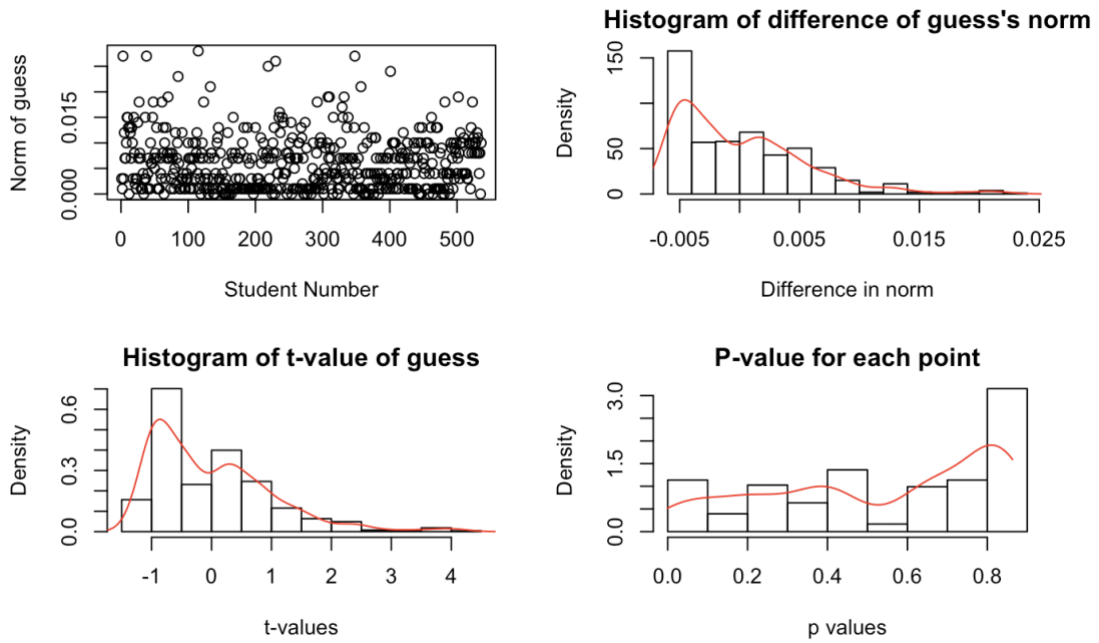 Norm of guess
0.000 0.015
0 100 200 300 400 500
Student Number
Histogram of difference of guess's norm
Density
0 50 150
-0.005 0.005 0.015 0.025
Difference in norm
Histogram of t-value of guess
Density
0.0 0.3 0.6
-1 0 1 2 3 4
t-values
P-value for each point
Density
0.0 1.5 3.0
0.0 0.2 0.4 0.6 0.8
p values